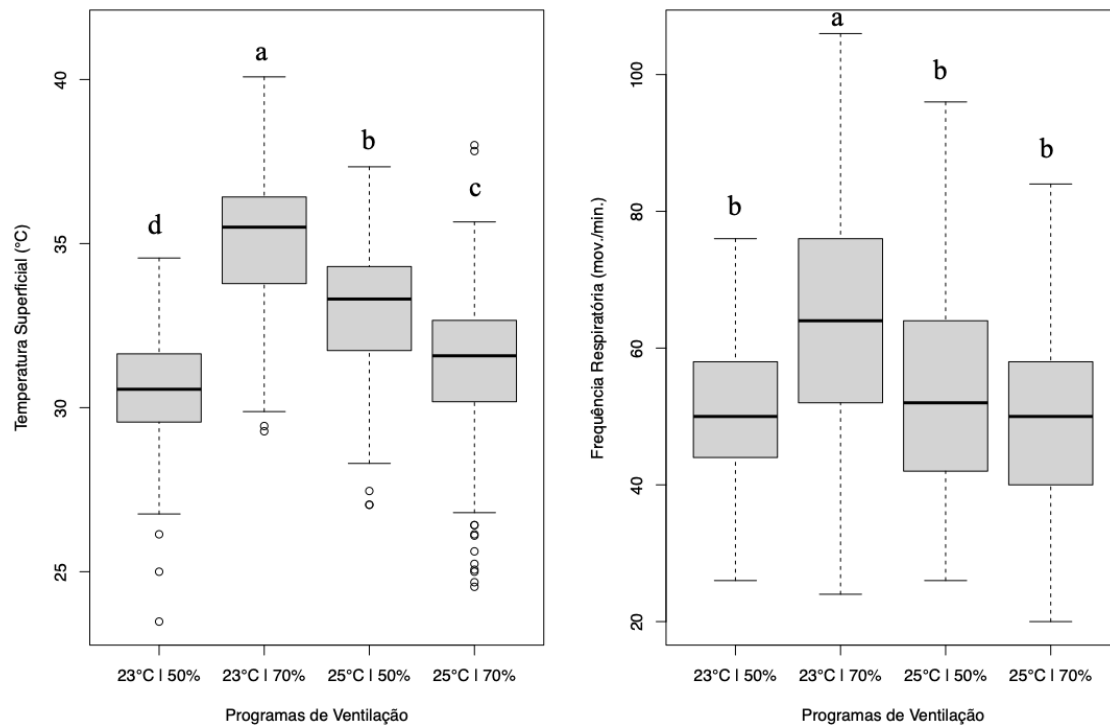 Temperatura Superficial (°C)
40
35
30
25
d
a
b
c
23°C | 50%
23°C | 70%
25°C | 50%
25°C | 70%
Programas de Ventilação
Frequência Respiratória (mov./min.)
100
80
60
40
20
b
a
b
b
23°C | 50%
23°C | 70%
25°C | 50%
25°C | 70%
Programas de Ventilação